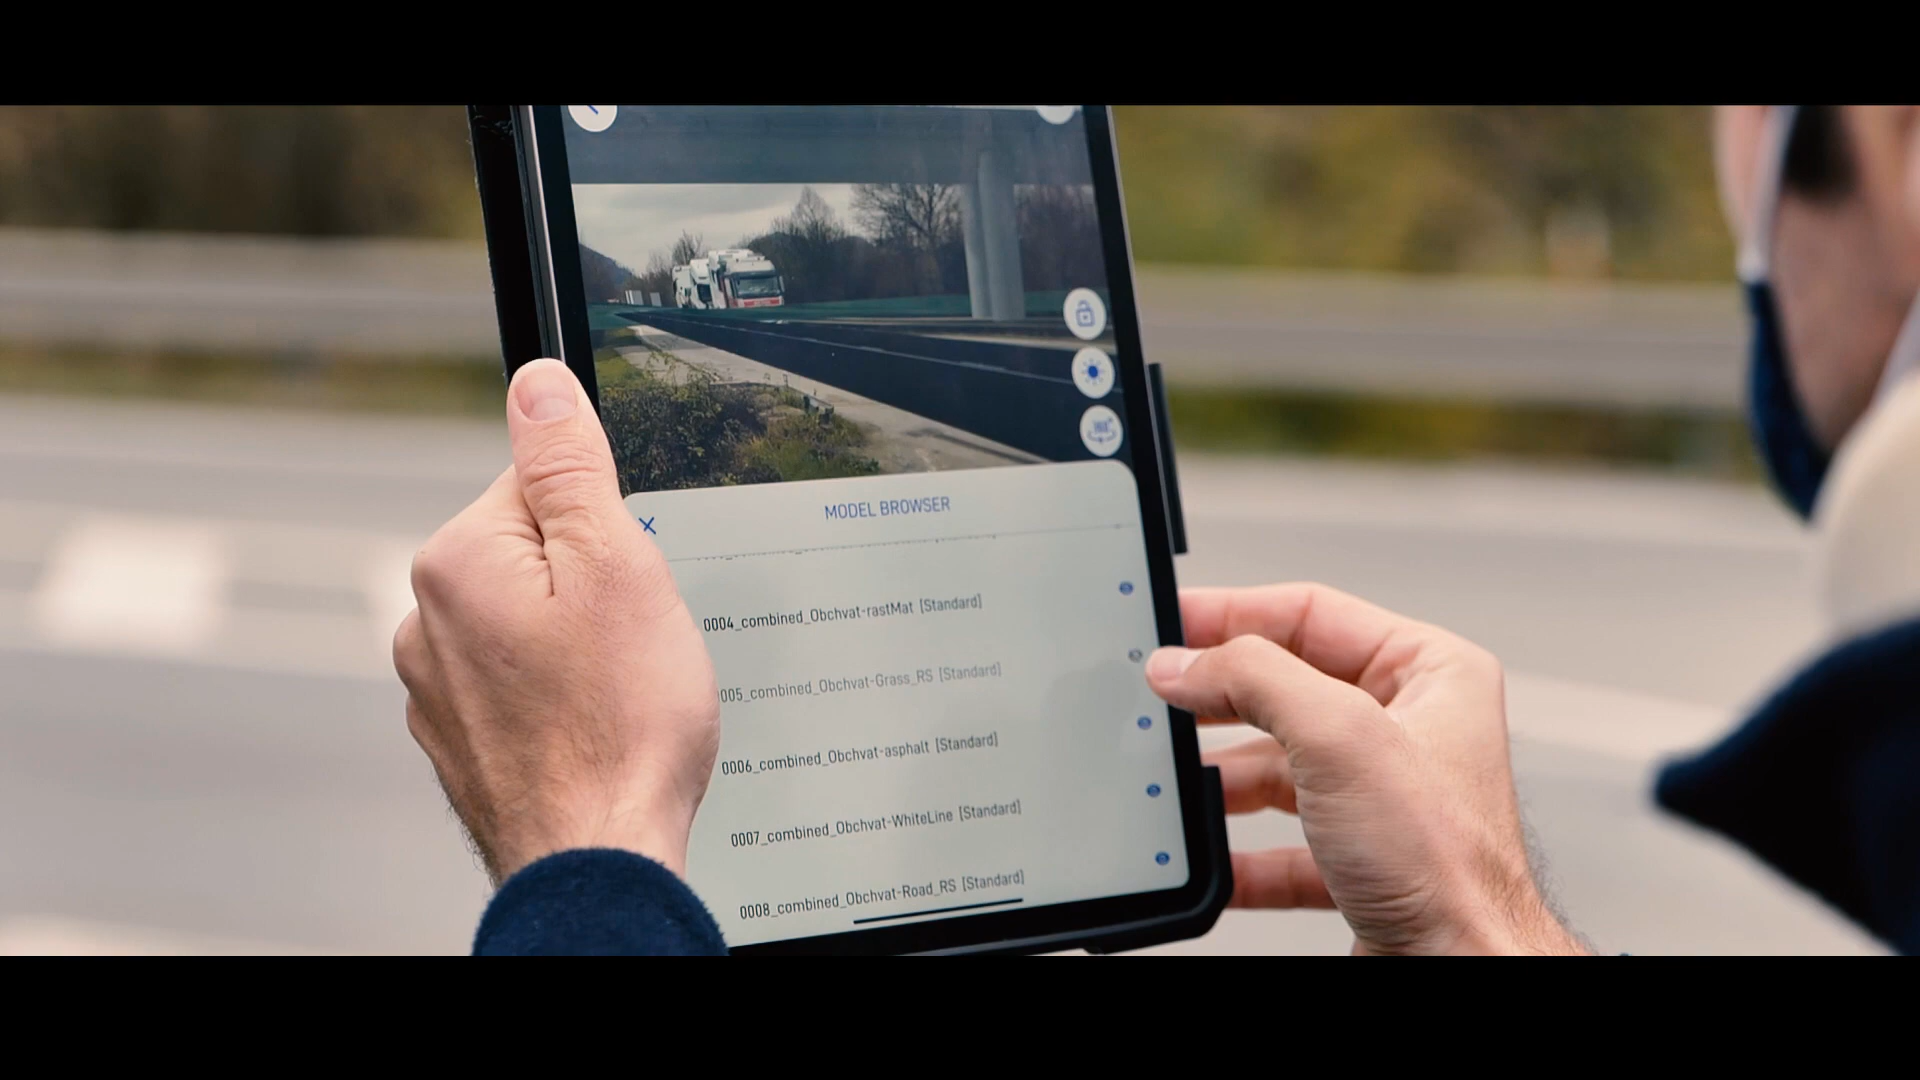 MODEL BROWSER
0004_combined_Obchvat-rastMat [Standard]
005_combined_Obchvat-Grass_RS [Standard]
0006_combined_Obchvat-asphalt [Standard]
0007_combined_Obchvat-WhiteLine [Standard]
0008_combined_Obchvat-Road_RS [Standard]